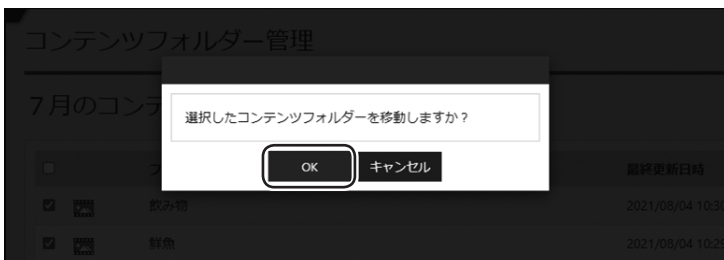 コンテンツフォルダー管理
7月のコンテ
選択したコンテンツフォルダーを移動しますか?
OK キャンセル
最終更新日時
飲み物 2021/08/04 10:30
鮮魚 2021/08/04 10:29